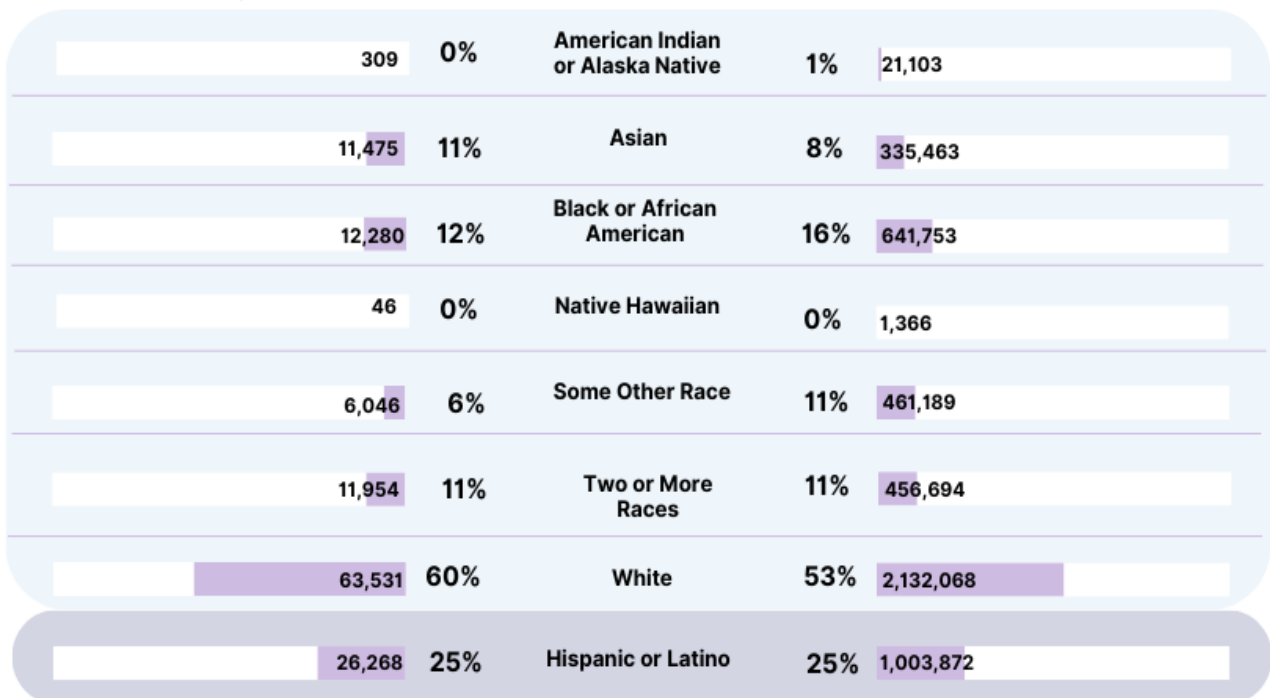 309 0% American Indian
or Alaska Native 1% 21,103
11,475 11% Asian 8% 335,463
12,280 12% Black or African
American 16% 641,753
46 0% Native Hawaiian 0% 1,366
6,046 6% Some Other Race 11% 461,189
11,954 11% Two or More
Races 11% 456,694
63,531 60% White 53% 2,132,068
26,268 25% Hispanic or Latino 25% 1,003,872